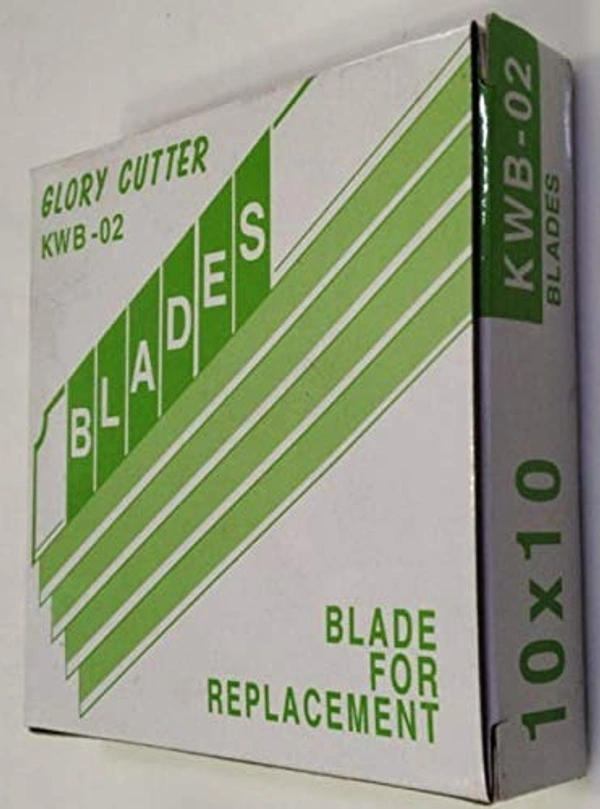 GLORY CUTTER
KWB-02
BLADES
BLADE
FOR
REPLACEMENT
KWB-02
BLADES
10x10